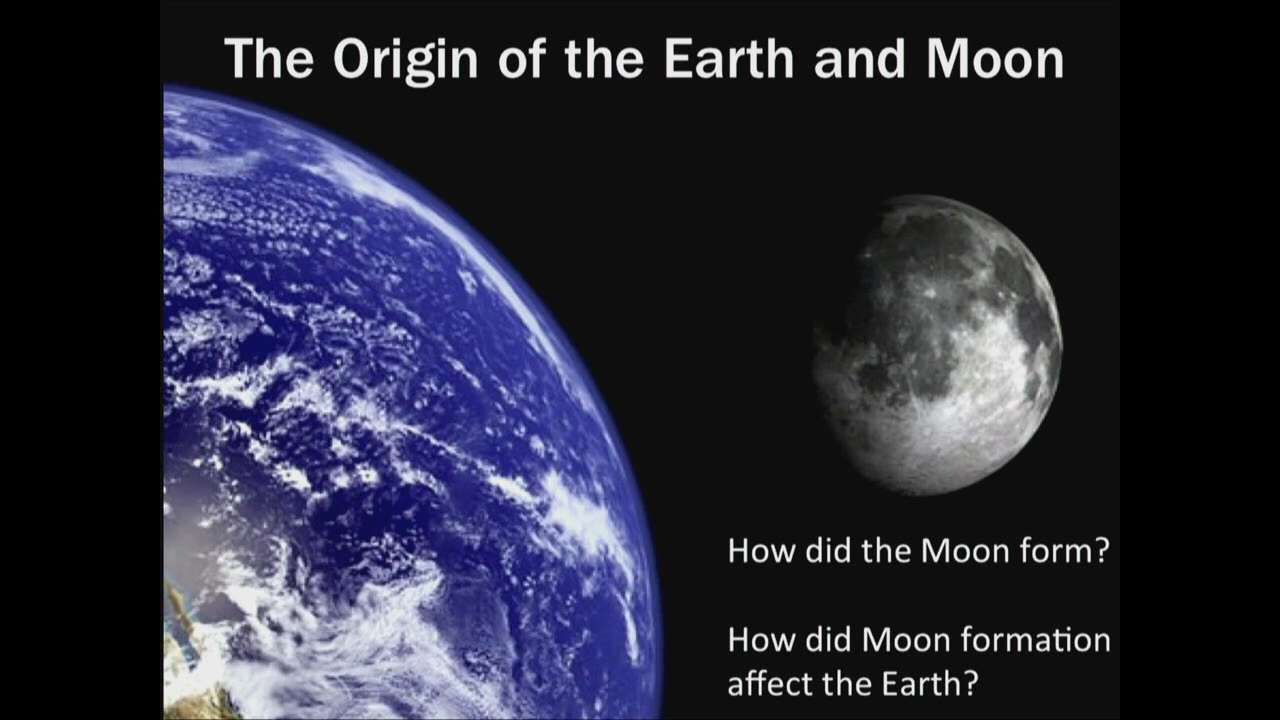 The Origin of the Earth and Moon
How did the Moon form?
How did Moon formation
affect the Earth?